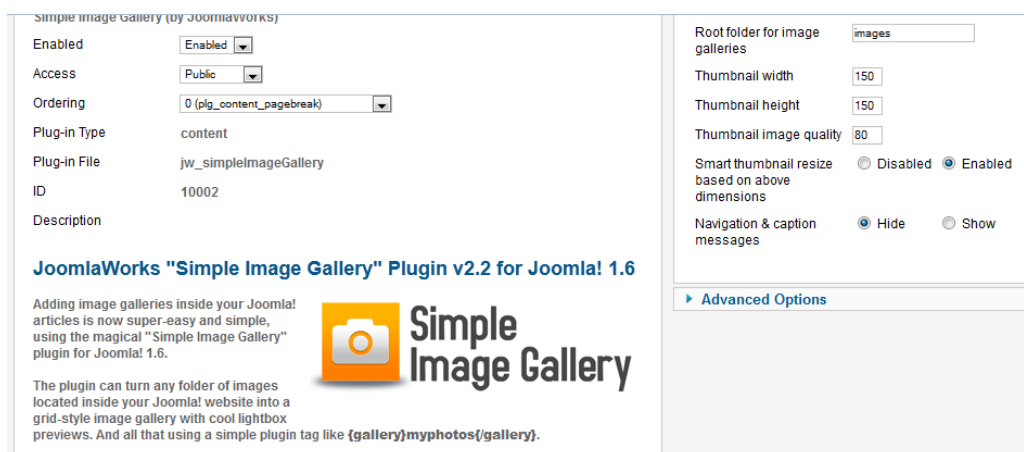 Simple Image Gallery (by JoomlaWorks)
Enabled Enabled
Access Public
Ordering 0 (plg_content_pagebreak)
Plug-in Type content
Plug-in File jw_simpleImageGallery
ID 10002
Description
JoomlaWorks "Simple Image Gallery" Plugin v2.2 for Joomla! 1.6
Adding image galleries inside your Joomla!
articles is now super-easy and simple,
using the magical "Simple Image Gallery"
plugin for Joomla! 1.6.
The plugin can turn any folder of images
located inside your Joomla! website into a
grid-style image gallery with cool lightbox
previews. And all that using a simple plugin tag like {gallery}myphotos{/gallery}.
Simple
Image Gallery
Root folder for image images
galleries
Thumbnail width 150
Thumbnail height 150
Thumbnail image quality 80
Smart thumbnail resize Disabled Enabled
based on above
dimensions
Navigation & caption Hide Show
messages
Advanced Options